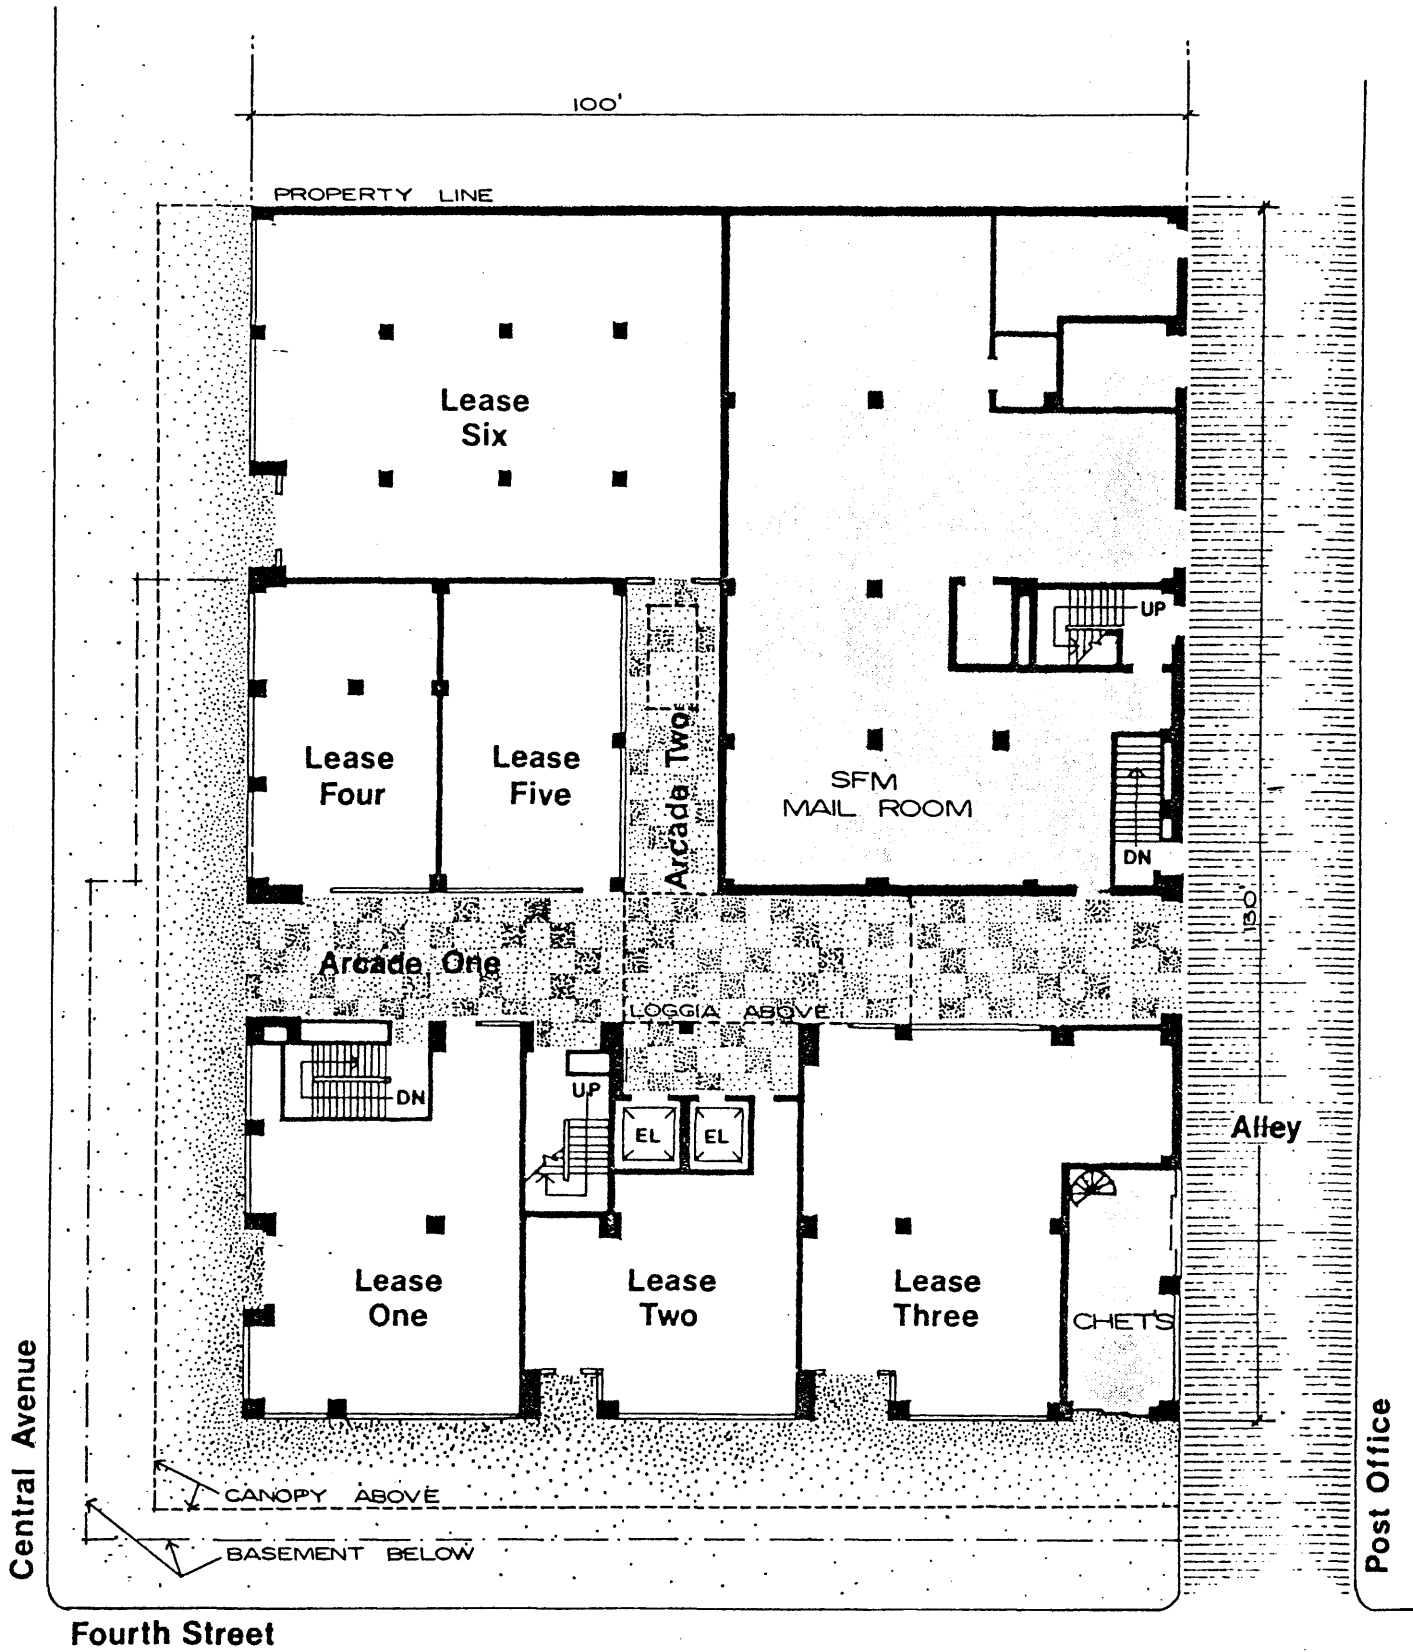 100'
PROPERTY LINE
Lease
Six
UP
Arcade Two
Lease
Four
Lease
Five
SFM
MAIL ROOM
DN
130'
Arcade One
LOGGIA ABOVE
DN
UP
EL
EL
Alley
Lease
One
Lease
Two
Lease
Three
CHET'S
Central Avenue
Post Office
CANOPY ABOVE
BASEMENT BELOW
Fourth Street